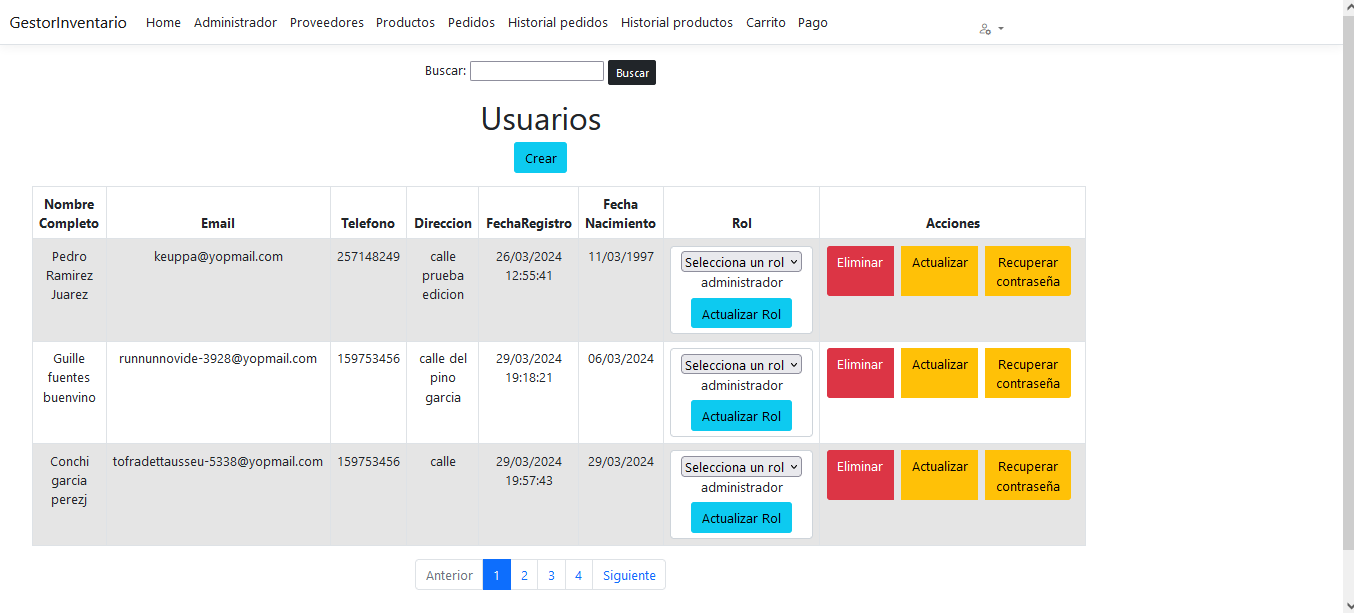 GestorInventario Home Administrador Proveedores Productos Pedidos Historial pedidos Historial productos Carrito Pago
Buscar: Buscar
Usuarios
Crear
Nombre Completo Email Telefono Direccion FechaRegistro Fecha Nacimiento Rol Acciones
Pedro keuppa@yopmail.com 257148249 calle 26/03/2024 11/03/1997 Selecciona un rol Eliminar Actualizar Recuperar
Ramirez prueba 12:55:41 administrador contraseña
Juarez edicion
Actualizar Rol
Guille runnunnovide-3928@yopmail.com 159753456 calle del 29/03/2024 06/03/2024 Selecciona un rol Eliminar Actualizar Recuperar
fuentes pino 19:18:21 administrador contraseña
buenvino garcia
Actualizar Rol
Conchi tofradettausseu-5338@yopmail.com 159753456 calle 29/03/2024 29/03/2024 Selecciona un rol Eliminar Actualizar Recuperar
garcia 19:57:43 administrador contraseña
perezj
Actualizar Rol
Anterior 1 2 3 4 Siguiente